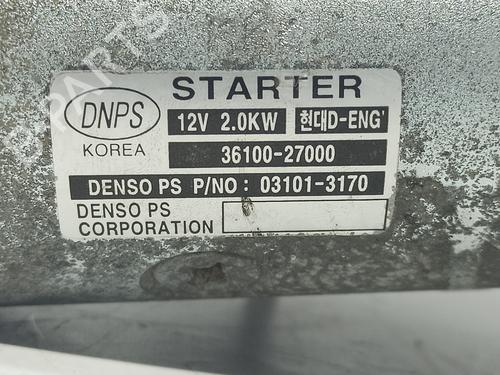 STARTER
DNPS
12V 2.0KW 현대D-ENG'
KOREA
36100-27000
DENSO PS P/NO: 03101-3170
DENSO PS
CORPORATION